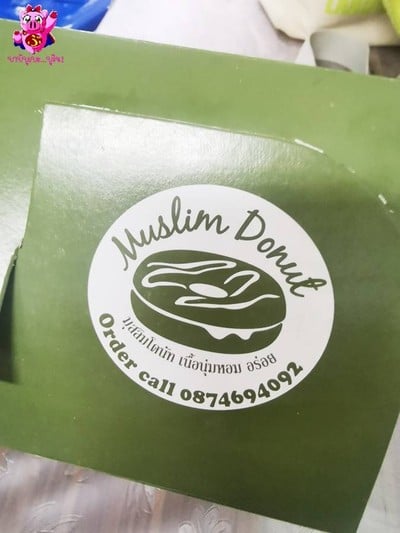 Muslim Donut
มุสลิมโดนัท เนื้อนุ่มหอม อร่อย
Order call 0874694092